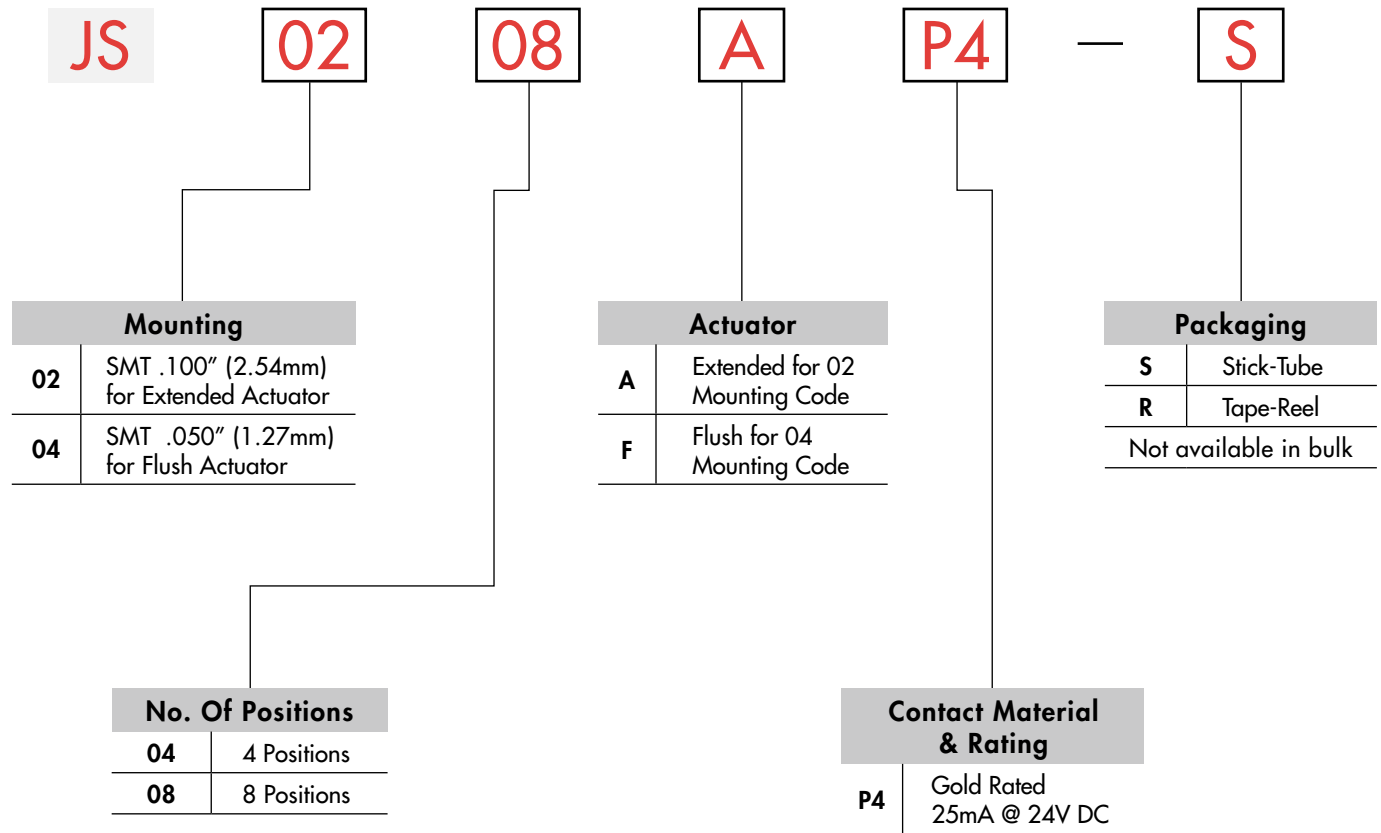 JS 02 08 A P4 — S
Mounting
02 SMT .100” (2.54mm)
for Extended Actuator
04 SMT .050” (1.27mm)
for Flush Actuator
Actuator
A Extended for 02
Mounting Code
F Flush for 04
Mounting Code
Packaging
S Stick-Tube
R Tape-Reel
Not available in bulk
No. Of Positions
04 4 Positions
08 8 Positions
Contact Material
& Rating
P4 Gold Rated
25mA @ 24V DC